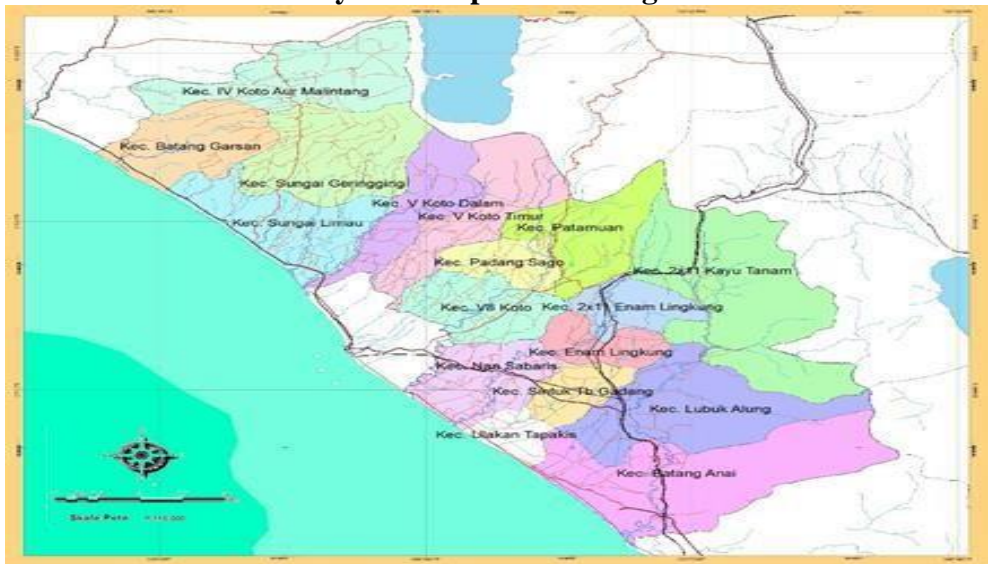 Kec. IV Koto Aur Malintang
Kec. Batang Garsan
Kec. Sungai Geringging
Kec. V Koto Dalam
Kec. V Koto Timur
Kec. Sungai Limau
Kec. Patamuan
Kec. Padang Sago
Kec. 2x11 Kayu Tanam
Kec. VII Koto
Kec. 2x11 Enam Lingkung
Kec. Enam Lingkung
Kec. Nan Sabaris
Kec. Sintuk Tb Gadang
Kec. Lubuk Alung
Kec. Ulakan Tapakis
Kec. Batang Anai
Skala Peta